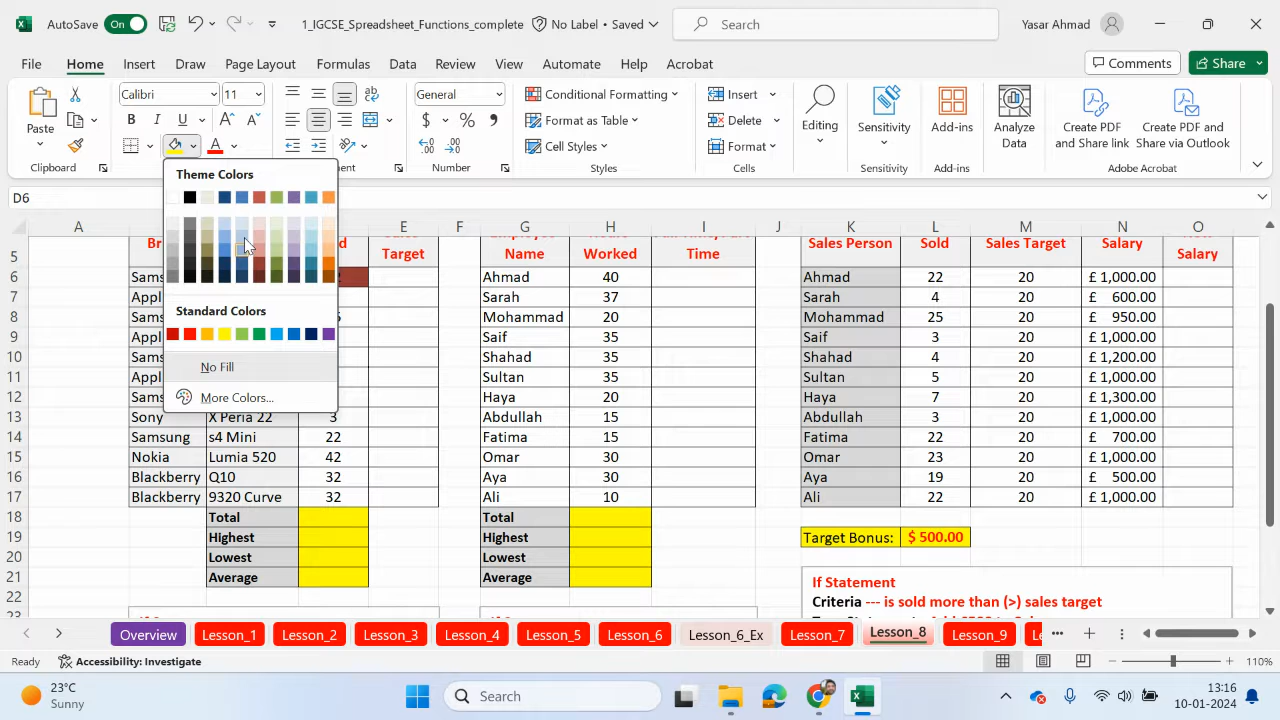 AutoSave On 1_IGCSE_Spreadsheet_Functions_complete No Label • Saved Search Yasar Ahmad
File Home Insert Draw Page Layout Formulas Data Review View Automate Help Acrobat Comments Share
Calibri 11 General Conditional Formatting Insert
Paste B I U A A ab $ % , Format as Table Delete Editing Sensitivity Add-ins Analyze Data Create PDF and Share link Create PDF and Share via Outlook
A Cell Styles Format
Clipboard Number Styles Cells Sensitivity Add-ins Adobe Acrobat
D6
Theme Colors
Standard Colors
No Fill
More Colors...
A E F G H I J K L M N O
5 Target Name Worked Time Sales Person Sold Sales Target Salary Salary
6 Sams Ahmad 40 Ahmad 22 20 £ 1,000.00
7 Appl Sarah 37 Sarah 4 20 £ 600.00
8 Sams Mohammad 20 Mohammad 25 20 £ 950.00
9 Appl Saif 35 Saif 3 20 £ 1,000.00
10 Sams Shahad 35 Shahad 4 20 £ 1,200.00
11 Appl Sultan 35 Sultan 5 20 £ 1,000.00
12 Sams Haya 20 Haya 7 20 £ 1,300.00
13 Sony X Peria 22 3 Abdullah 15 Abdullah 3 20 £ 1,000.00
14 Samsung s4 Mini 22 Fatima 15 Fatima 22 20 £ 700.00
15 Nokia Lumia 520 42 Omar 30 Omar 23 20 £ 1,000.00
16 Blackberry Q10 32 Aya 30 Aya 19 20 £ 500.00
17 Blackberry 9320 Curve 32 Ali 10 Ali 22 20 £ 1,000.00
18 Total Total
19 Highest Highest Target Bonus: $ 500.00
20 Lowest Lowest
21 Average Average If Statement
22 Criteria --- is sold more than (>) sales target
23
Overview Lesson_1 Lesson_2 Lesson_3 Lesson_4 Lesson_5 Lesson_6 Lesson_6_Ex Lesson_7 Lesson_8 Lesson_9
Ready Accessibility: Investigate 110%
23°C
Sunny
Search
13:16
10-01-2024